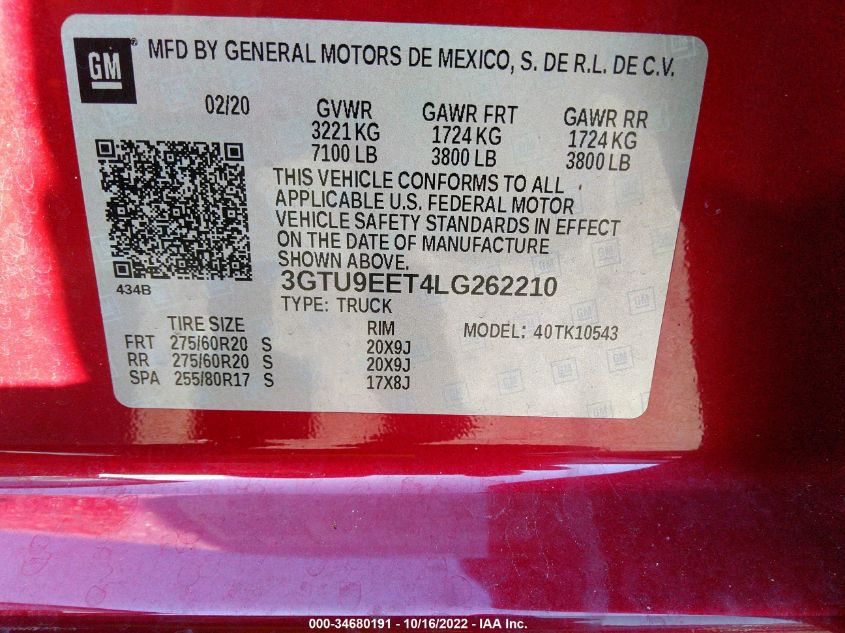 GM
MFD BY GENERAL MOTORS DE MEXICO, S. DE R.L. DE C.V.
02/20 GVWR GAWR FRT GAWR RR
3221 KG 1724 KG 1724 KG
7100 LB 3800 LB 3800 LB
THIS VEHICLE CONFORMS TO ALL
APPLICABLE U.S. FEDERAL MOTOR
VEHICLE SAFETY STANDARDS IN EFFECT
ON THE DATE OF MANUFACTURE
SHOWN ABOVE.
434B
3GTU9EET4LG262210
TYPE: TRUCK
TIRE SIZE RIM MODEL: 40TK10543
FRT 275/60R20 S 20X9J
RR 275/60R20 S 20X9J
SPA 255/80R17 S 17X8J
000-34680191 - 10/16/2022 - IAA Inc.